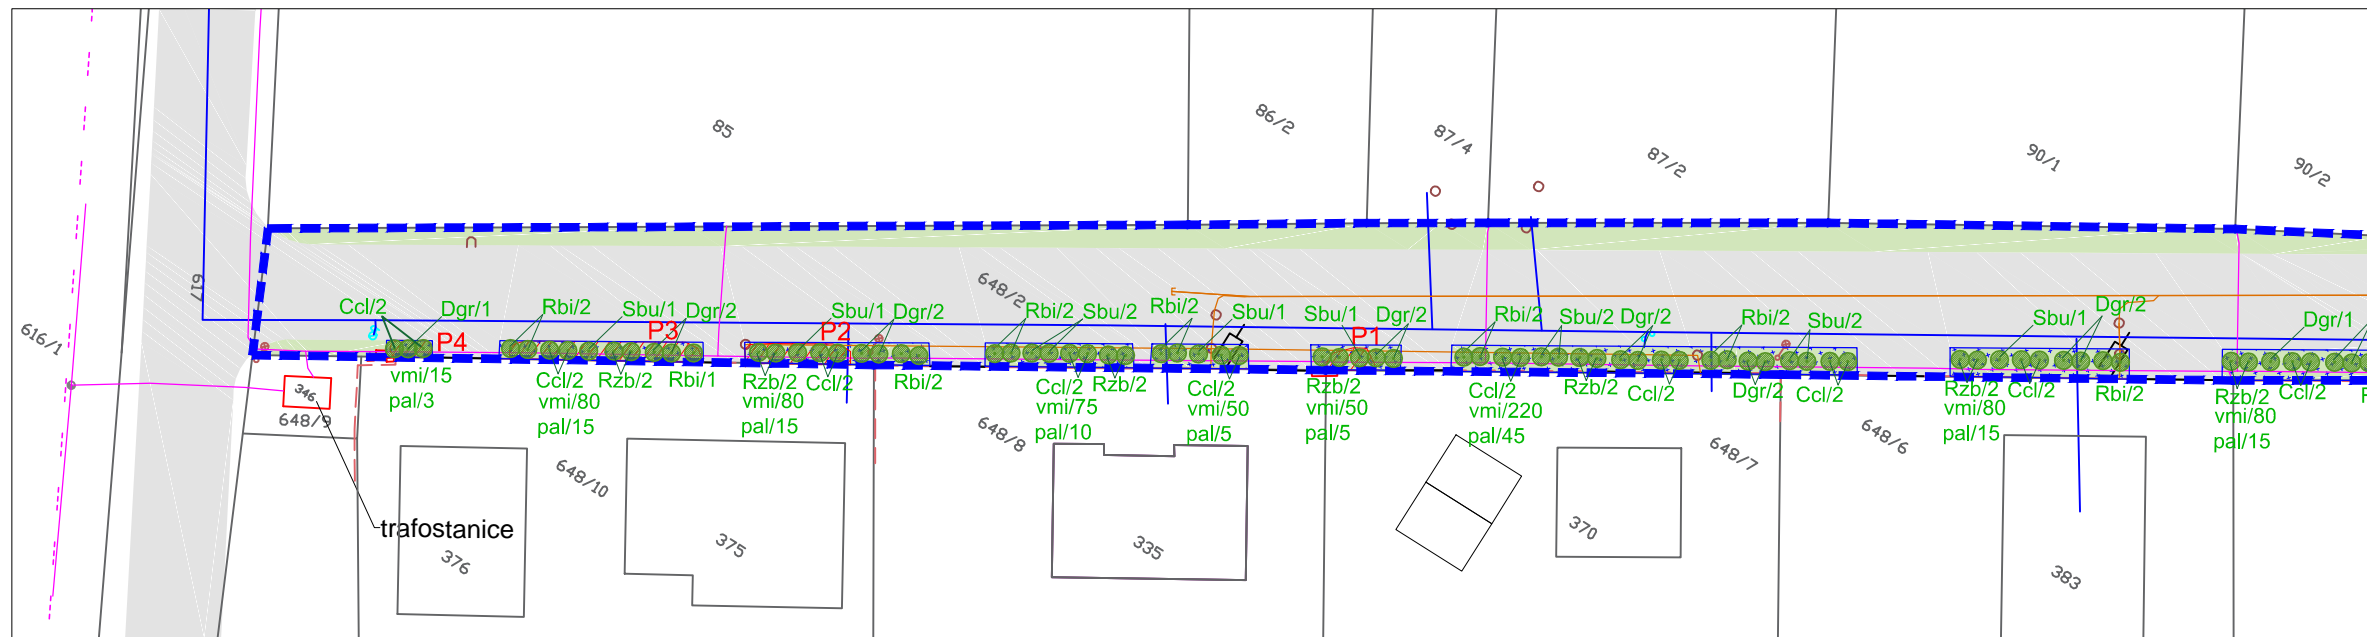 85
86/2
87/4
87/2
90/1
90/2
617
616/1
648/2
Ccl/2
Dgr/1
Rbi/2
Sbu/1
Dgr/2
Sbu/1
Dgr/2
Rbi/2
Sbu/2
Rbi/2
Sbu/1
Sbu/1
Dgr/2
Rbi/2
Sbu/2
Dgr/2
Rbi/2
Sbu/2
Sbu/1
Dgr/2
Dgr/1
P4
P3
P2
P1
vmi/15
pal/3
Ccl/2
vmi/80
pal/15
Rzb/2
Rbi/1
Rzb/2
vmi/80
pal/15
Ccl/2
Rbi/2
Ccl/2
vmi/75
pal/10
Rzb/2
Ccl/2
vmi/50
pal/5
Rzb/2
vmi/50
pal/5
Ccl/2
vmi/220
pal/45
Rzb/2
Ccl/2
Dgr/2
Ccl/2
Rzb/2
vmi/80
pal/15
Ccl/2
Rbi/2
Rzb/2
vmi/80
pal/15
Ccl/2
346
648/9
648/10
648/8
648/7
648/6
trafostanice
376
375
335
370
383